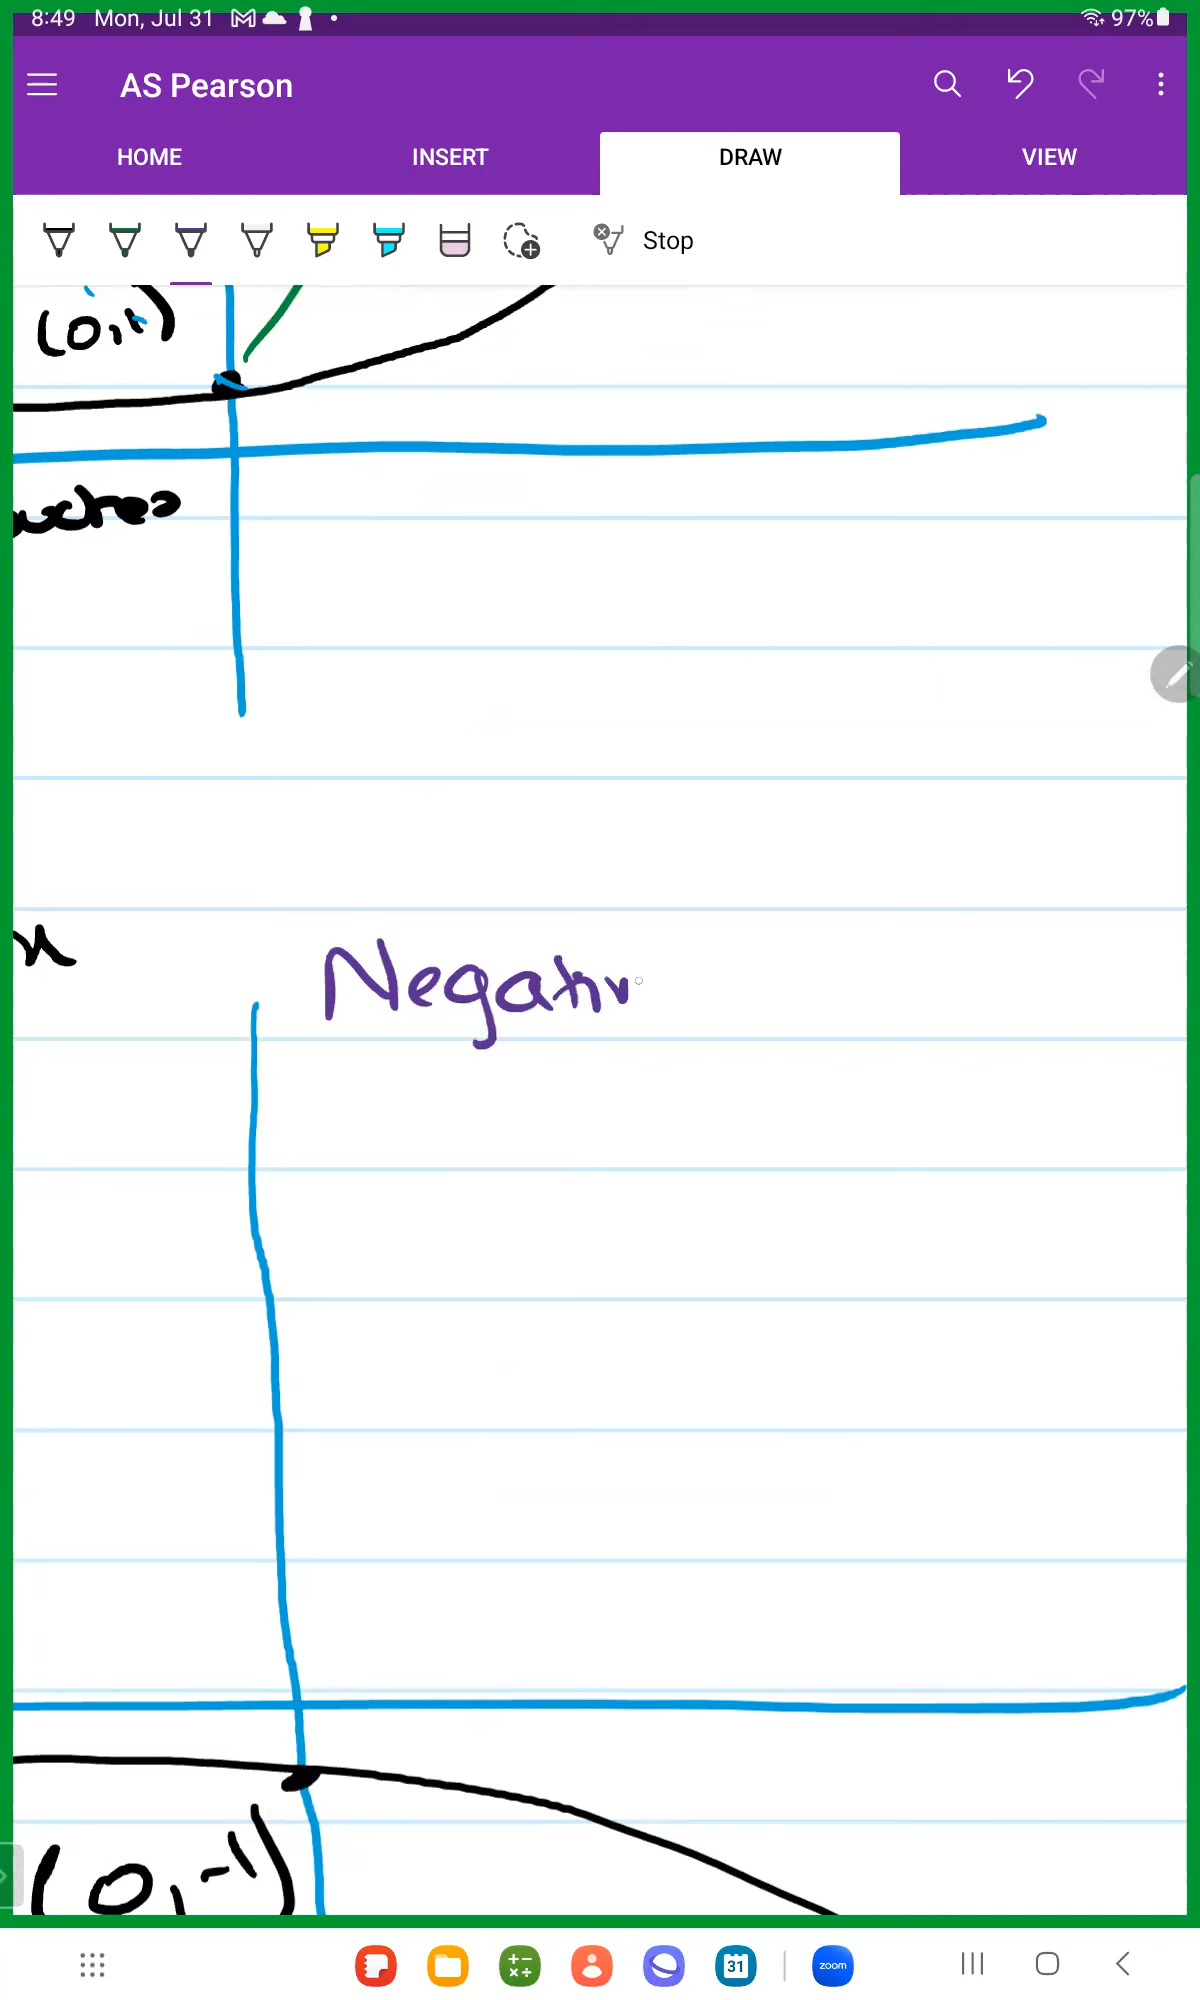 8:49 Mon, Jul 31 97%
AS Pearson
HOME INSERT DRAW VIEW
Stop
(0,1)
x
Negativ
(0,-1)
31 zoom